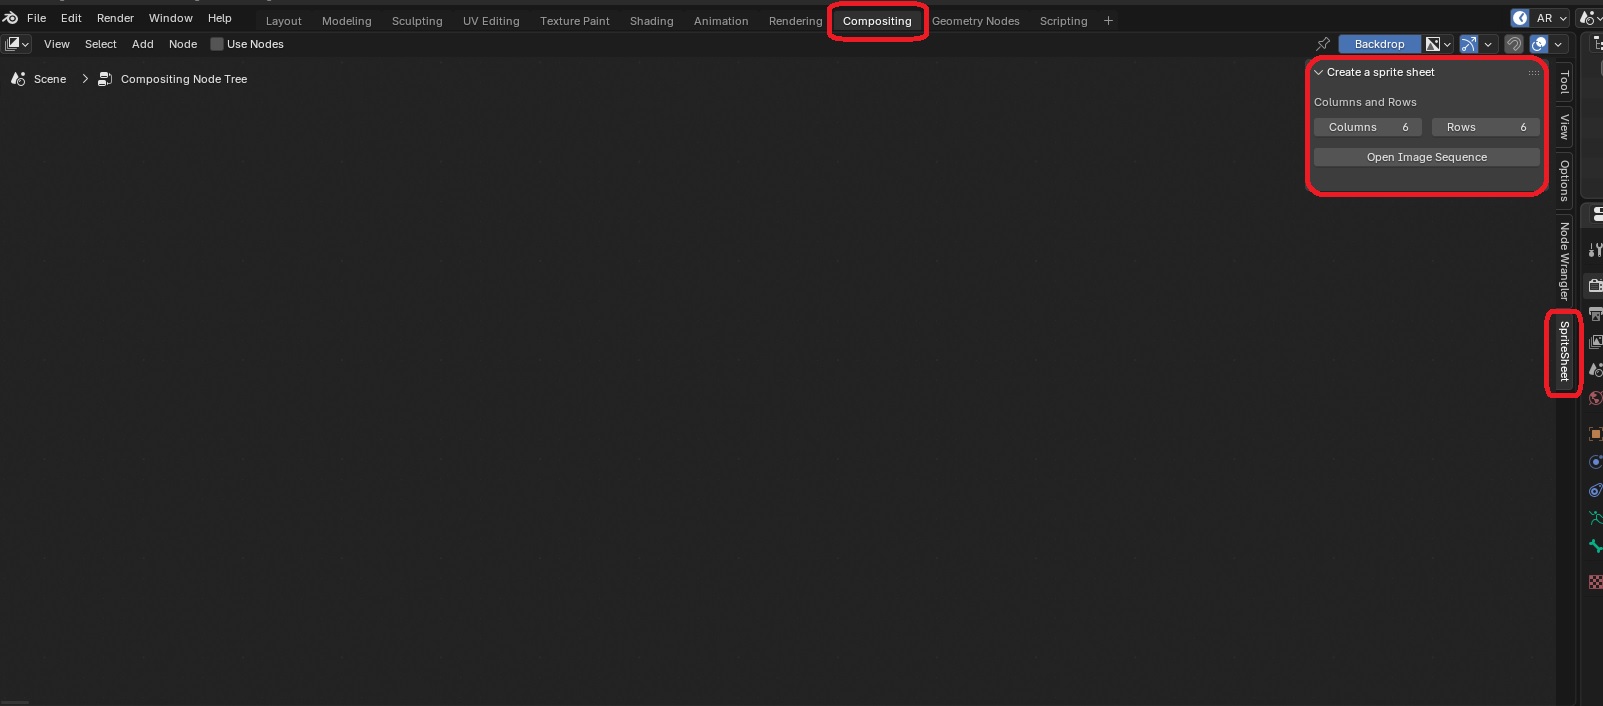 File Edit Render Window Help
Layout Modeling Sculpting UV Editing Texture Paint Shading Animation Rendering Compositing Geometry Nodes Scripting +
AR
View Select Add Node Use Nodes
Backdrop
Scene > Compositing Node Tree
Create a sprite sheet
Columns and Rows
Columns 6 Rows 6
Open Image Sequence
Tool
View
Options
Node Wrangler
SpriteSheet